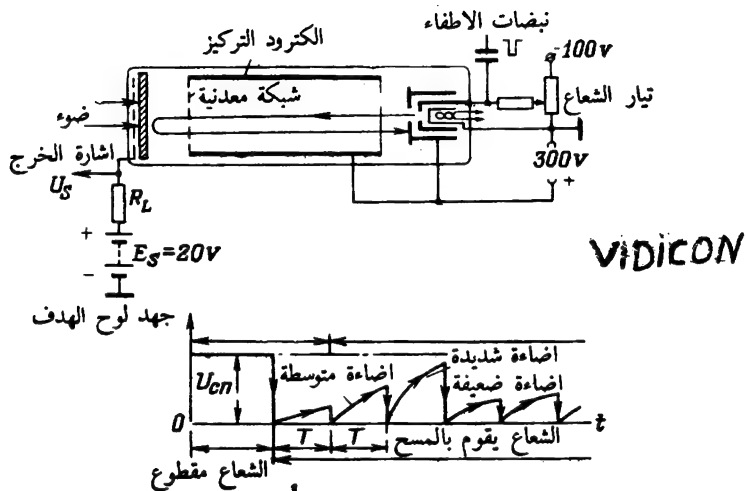 نبضات الاطفاء
الكترود التركيز
-100v
شبكة معدنية
تيار الشعاع
ضوء
اشارة الخرج
300v
+
U_S
R_L
+
E_S=20v
-
VIDICON
جهد لوح الهدف
اضاءة شديدة
اضاءة متوسطة
اضاءة ضعيفة
U_cп
0
T
T
t
الشعاع يقوم بالمسح
الشعاع مقطوع